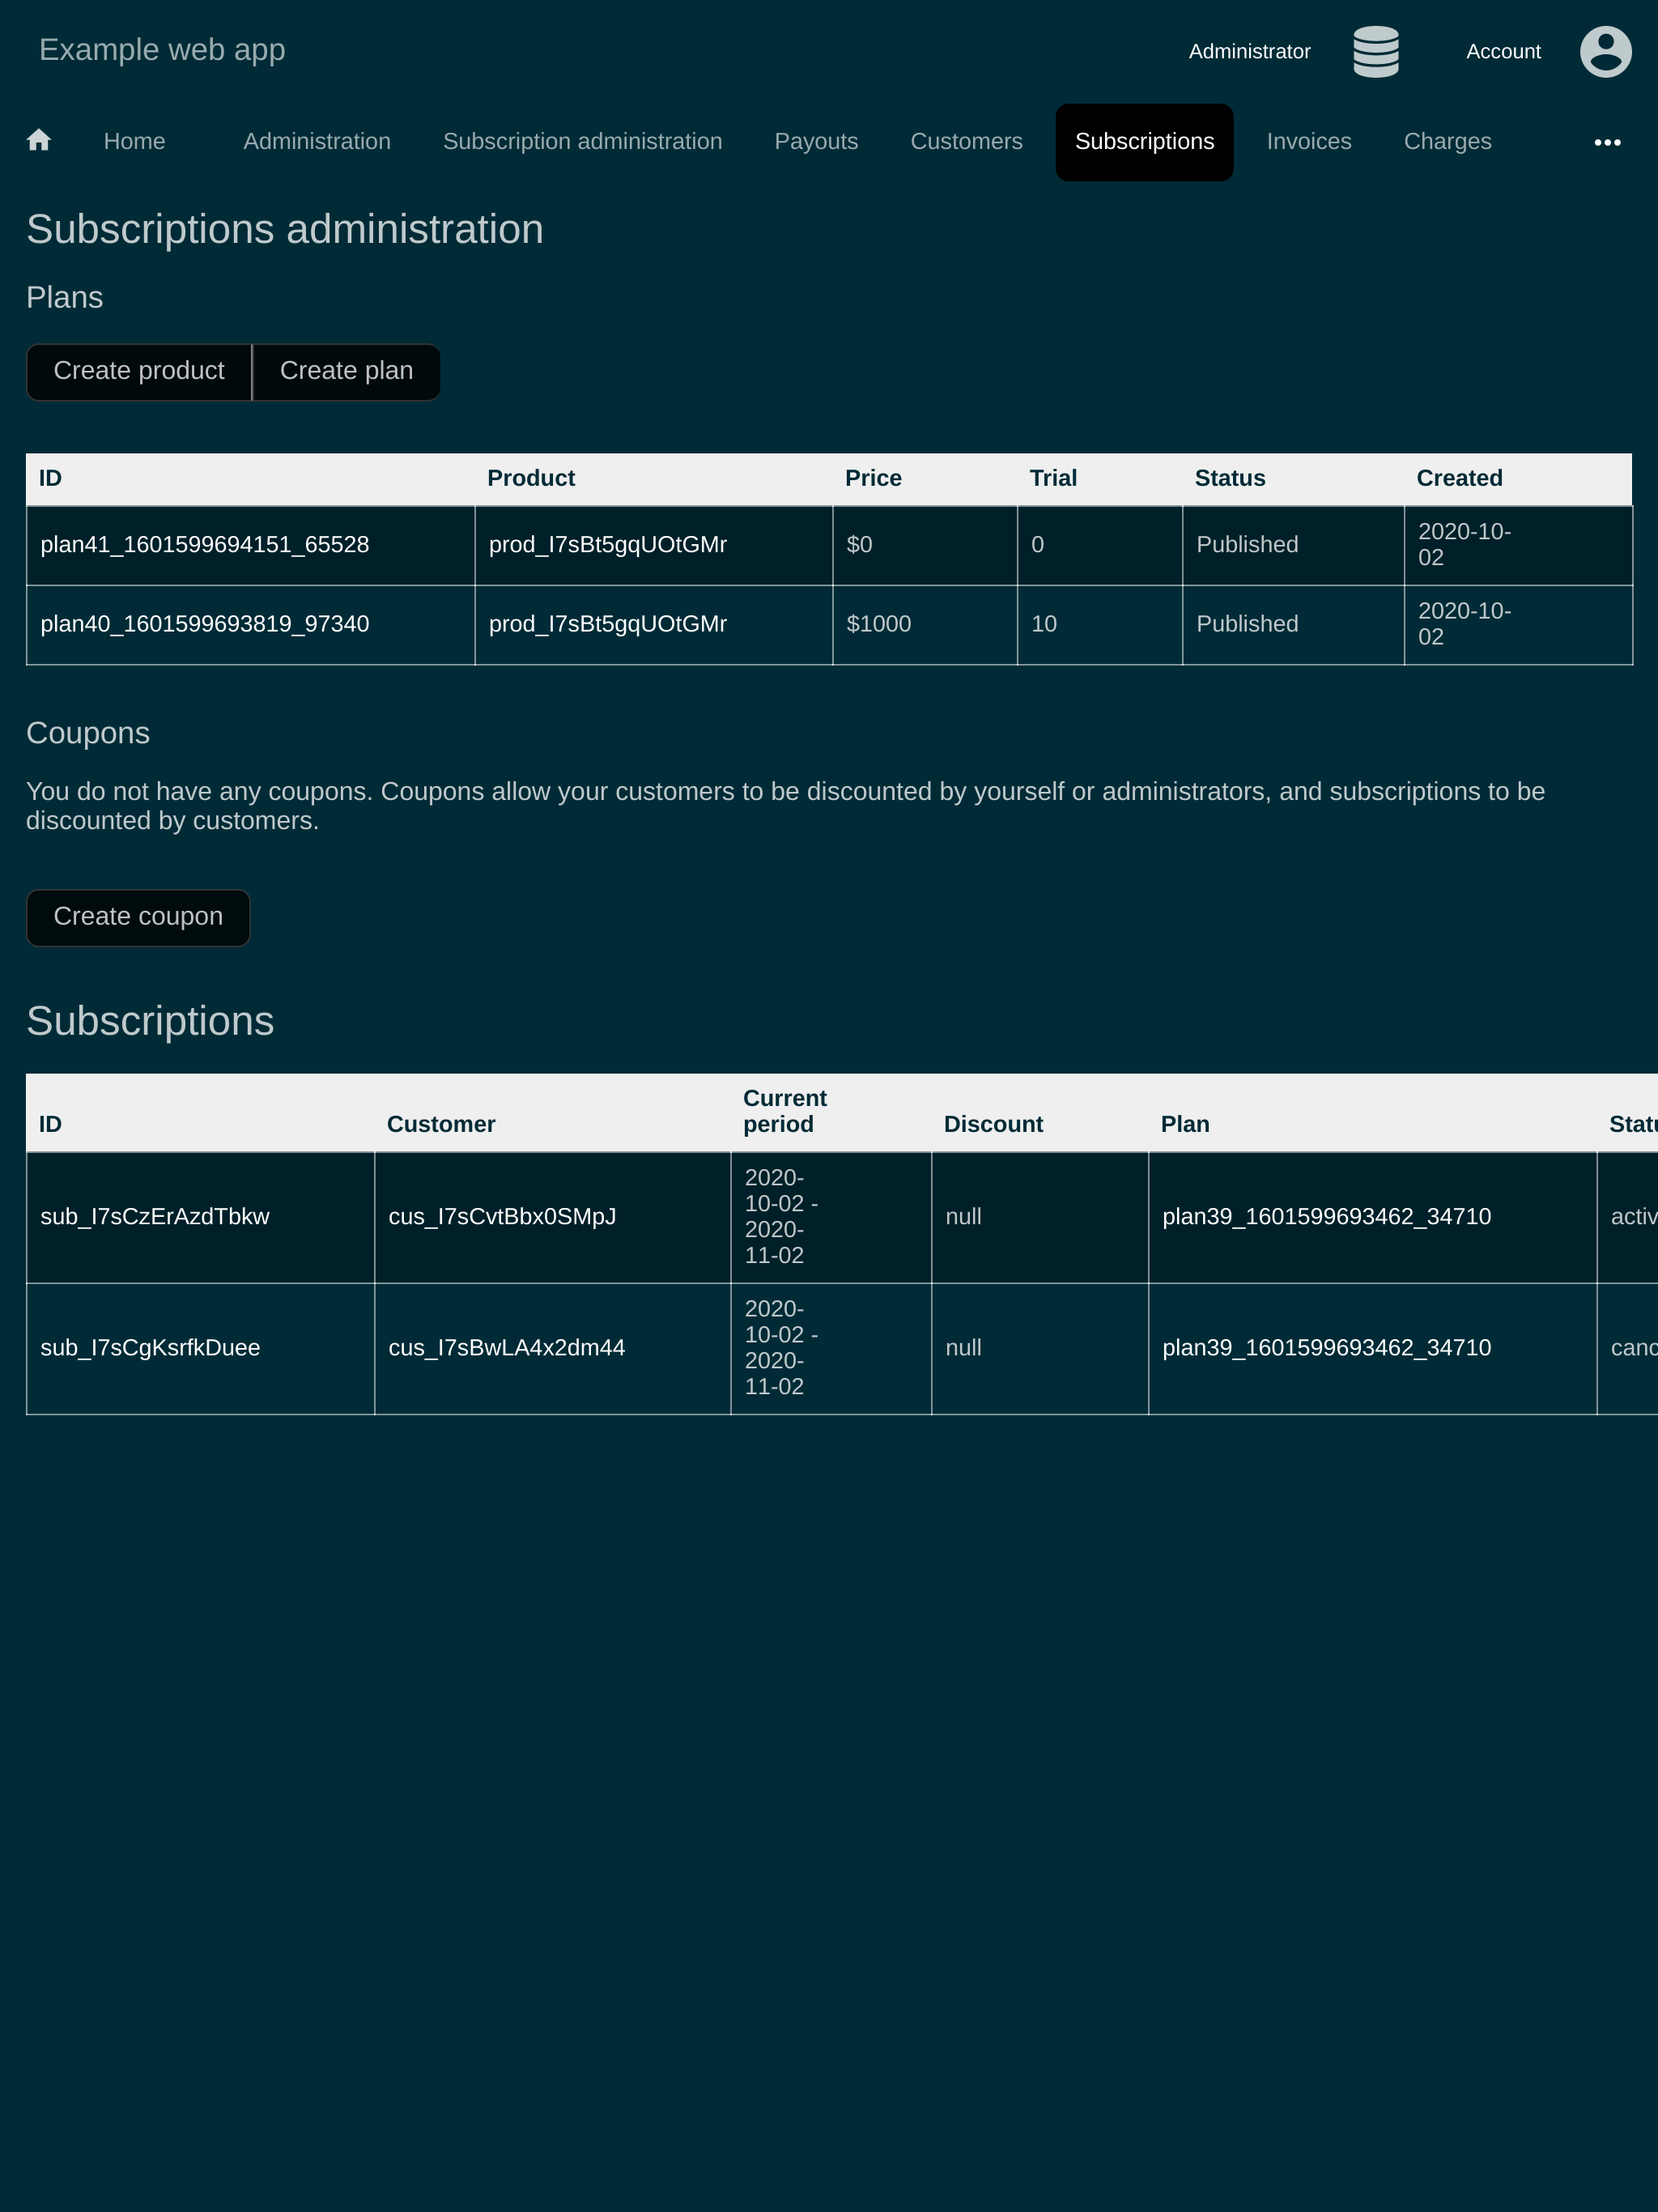 Example web app
Administrator
Account
Home
Administration
Subscription administration
Payouts
Customers
Subscriptions
Invoices
Charges
Subscriptions administration
Plans
Create product
Create plan
ID Product Price Trial Status Created
plan41_1601599694151_65528 prod_I7sBt5gqUOtGMr $0 0 Published 2020-10-
02
plan40_1601599693819_97340 prod_I7sBt5gqUOtGMr $1000 10 Published 2020-10-
02
Coupons
You do not have any coupons. Coupons allow your customers to be discounted by yourself or administrators, and subscriptions to be
discounted by customers.
Create coupon
Subscriptions
ID Customer Current
period Discount Plan
sub_I7sCzErAzdTbkw cus_I7sCvtBbx0SMpJ 2020-
10-02 -
2020-
11-02
null plan39_1601599693462_34710
sub_I7sCgKsrfkDuee cus_I7sBwLA4x2dm44 2020-
10-02 -
2020-
11-02
null plan39_1601599693462_34710